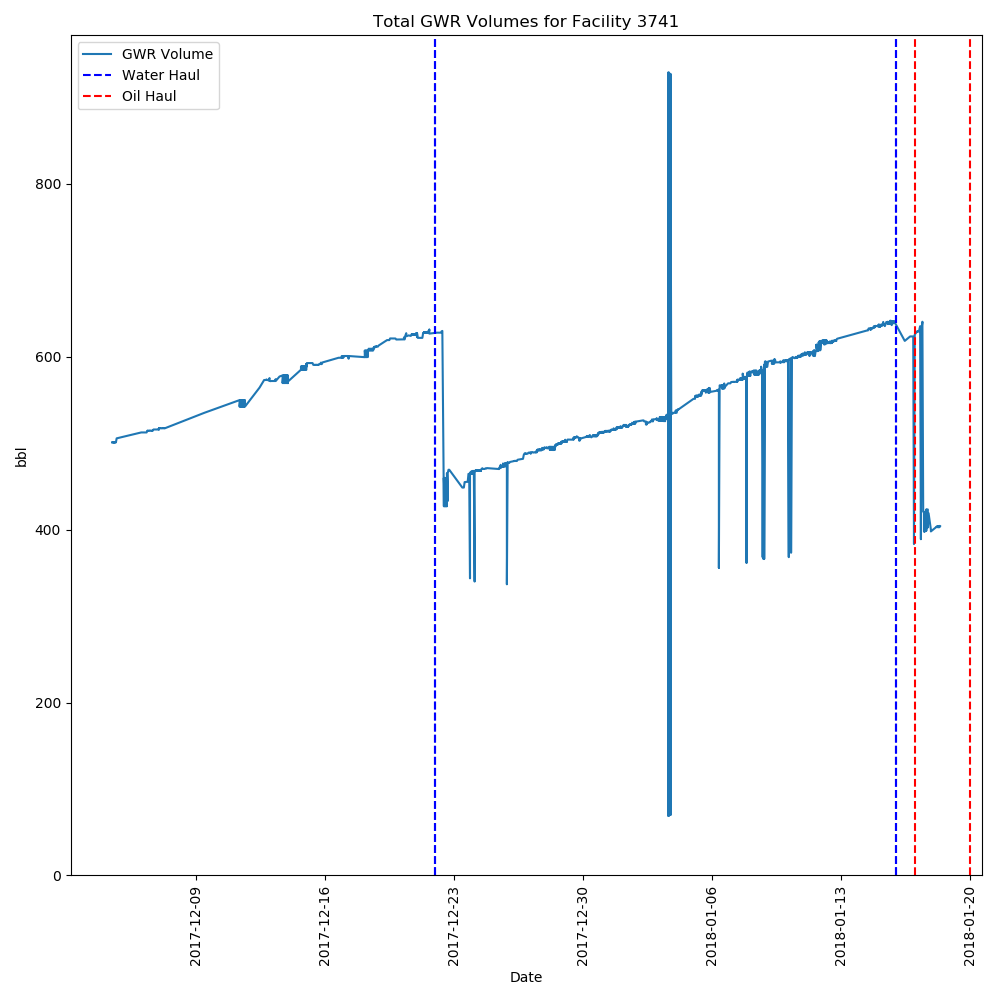 Total GWR Volumes for Facility 3741
GWR Volume
Water Haul
Oil Haul
bbl
800
600
400
200
0
2017-12-09
2017-12-16
2017-12-23
2017-12-30
2018-01-06
2018-01-13
2018-01-20
Date